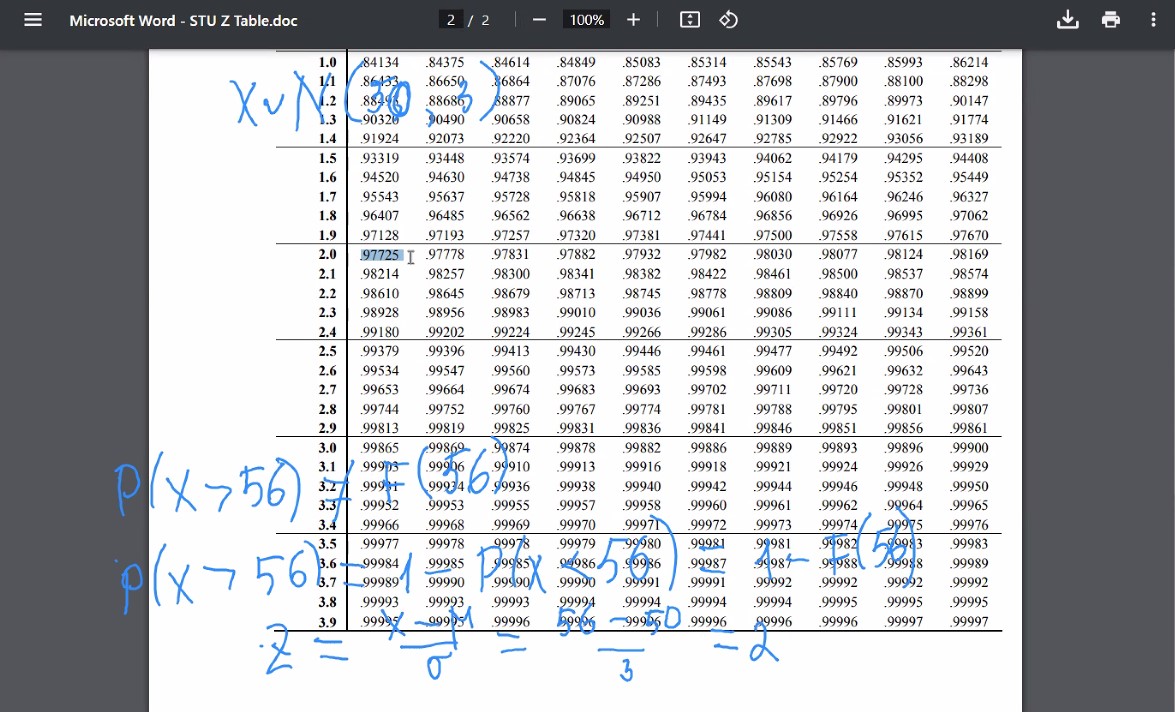 Microsoft Word - STU Z Table.doc 2 / 2 100%
1.0 .84134 .84375 .84614 .84849 .85083 .85314 .85543 .85769 .85993 .86214
1.1 .86433 .86650 .86864 .87076 .87286 .87493 .87698 .87900 .88100 .88298
X~N(50, 3)
1.2 .88493 .88686 .88877 .89065 .89251 .89435 .89617 .89796 .89973 .90147
1.3 .90320 .90490 .90658 .90824 .90988 .91149 .91309 .91466 .91621 .91774
1.4 .91924 .92073 .92220 .92364 .92507 .92647 .92785 .92922 .93056 .93189
1.5 .93319 .93448 .93574 .93699 .93822 .93943 .94062 .94179 .94295 .94408
1.6 .94520 .94630 .94738 .94845 .94950 .95053 .95154 .95254 .95352 .95449
1.7 .95543 .95637 .95728 .95818 .95907 .95994 .96080 .96164 .96246 .96327
1.8 .96407 .96485 .96562 .96638 .96712 .96784 .96856 .96926 .96995 .97062
1.9 .97128 .97193 .97257 .97320 .97381 .97441 .97500 .97558 .97615 .97670
2.0 .97725 .97778 .97831 .97882 .97932 .97982 .98030 .98077 .98124 .98169
2.1 .98214 .98257 .98300 .98341 .98382 .98422 .98461 .98500 .98537 .98574
2.2 .98610 .98645 .98679 .98713 .98745 .98778 .98809 .98840 .98870 .98899
2.3 .98928 .98956 .98983 .99010 .99036 .99061 .99086 .99111 .99134 .99158
2.4 .99180 .99202 .99224 .99245 .99266 .99286 .99305 .99324 .99343 .99361
2.5 .99379 .99396 .99413 .99430 .99446 .99461 .99477 .99492 .99506 .99520
2.6 .99534 .99547 .99560 .99573 .99585 .99598 .99609 .99621 .99632 .99643
2.7 .99653 .99664 .99674 .99683 .99693 .99702 .99711 .99720 .99728 .99736
2.8 .99744 .99752 .99760 .99767 .99774 .99781 .99788 .99795 .99801 .99807
2.9 .99813 .99819 .99825 .99831 .99836 .99841 .99846 .99851 .99856 .99861
3.0 .99865 .99869 .99874 .99878 .99882 .99886 .99889 .99893 .99896 .99900
3.1 .99903 .99906 .99910 .99913 .99916 .99918 .99921 .99924 .99926 .99929
P(X>56) ≠ F(56)
3.2 .99931 .99934 .99936 .99938 .99940 .99942 .99944 .99946 .99948 .99950
3.3 .99952 .99953 .99955 .99957 .99958 .99960 .99961 .99962 .99964 .99965
3.4 .99966 .99968 .99969 .99970 .99971 .99972 .99973 .99974 .99975 .99976
3.5 .99977 .99978 .99978 .99979 .99980 .99981 .99981 .99982 .99983 .99983
3.6 .99984 .99985 .99985 .99986 .99986 .99987 .99987 .99988 .99988 .99989
P(X>56) = 1 - P(X<56) = 1 - F(56)
3.7 .99989 .99990 .99990 .99990 .99991 .99991 .99992 .99992 .99992 .99992
3.8 .99993 .99993 .99993 .99994 .99994 .99994 .99994 .99995 .99995 .99995
3.9 .99995 .99995 .99996 .99996 .99996 .99996 .99996 .99996 .99997 .99997
Z = X-μ/σ = 56-50/3 = 2